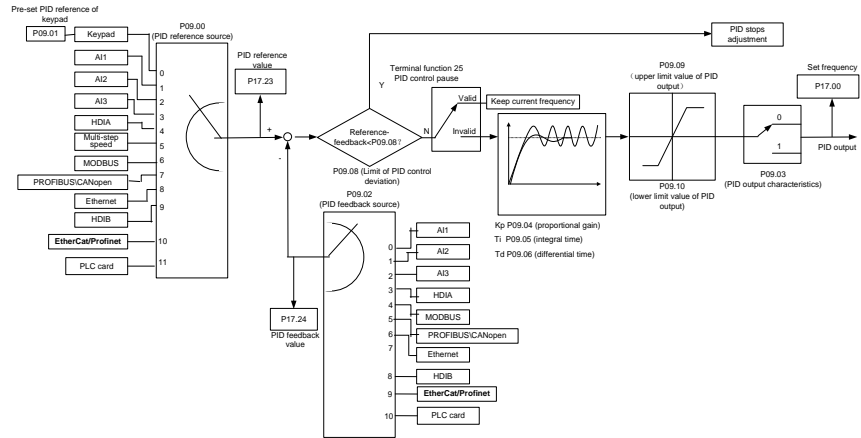 Pre-set PID reference of
keypad
P09.01
Keypad
AI1
AI2
AI3
HDIA
Multi-step
speed
MODBUS
PROFIBUS\CANopen
Ethernet
HDIB
EtherCat/Profinet
PLC card
P09.00
(PID reference source)
0
1
2
3
4
5
6
7
8
9
10
11
PID reference
value
P17.23
+
-
Reference-
feedback<P09.08?
Y
N
P09.08 (Limit of PID control
deviation)
Terminal function 25
PID control pause
Valid
Invalid
Keep current frequency
PID stops
adjustment
Kp P09.04 (proportional gain)
Ti P09.05 (integral time)
Td P09.06 (differential time)
P09.09
(upper limit value of PID
output)
P09.10
(lower limit value of PID
output)
0
1
P09.03
(PID output characteristics)
Set frequency
P17.00
PID output
P17.24
PID feedback
value
P09.02
(PID feedback source)
0
1
2
3
4
5
6
7
8
9
10
AI1
AI2
AI3
HDIA
MODBUS
PROFIBUS\CANopen
Ethernet
HDIB
EtherCat/Profinet
PLC card